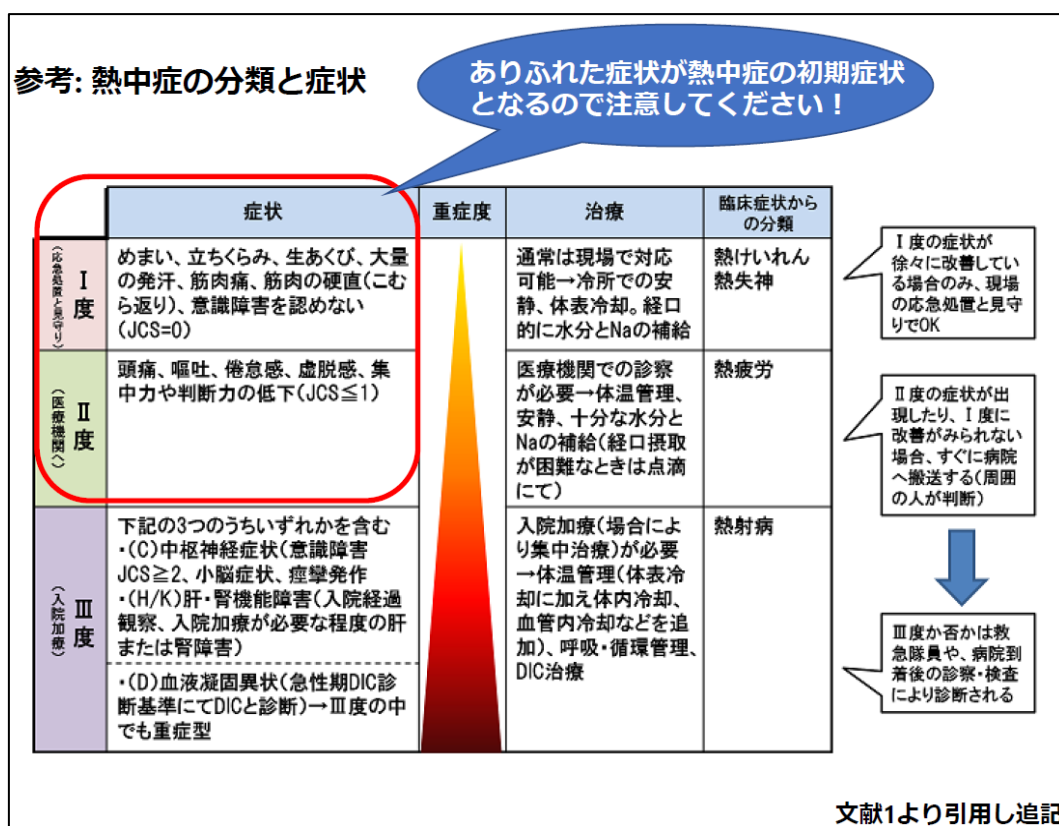 参考: 熱中症の分類と症状
ありふれた症状が熱中症の初期症状
となるので注意してください！
症状
重症度
治療
臨床症状から
の分類
Ⅰ度
(応急処置と見守り)
めまい、立ちくらみ、生あくび、大量
の発汗、筋肉痛、筋肉の硬直(こむ
ら返り)、意識障害を認めない
(JCS=0)
通常は現場で対応
可能→冷所での安
静、体表冷却。経口
的に水分とNaの補給
熱けいれん
熱失神
Ⅰ度の症状が
徐々に改善してい
る場合のみ、現場
の応急処置と見守
りでOK
Ⅱ度
(医療機関へ)
頭痛、嘔吐、倦怠感、虚脱感、集
中力や判断力の低下(JCS≦1)
医療機関での診察
が必要→体温管理、
安静、十分な水分と
Naの補給(経口摂取
が困難なときは点滴
にて)
熱疲労
Ⅱ度の症状が出
現したり、Ⅰ度に
改善がみられない
場合、すぐに病院
へ搬送する(周囲
の人が判断)
Ⅲ度
(入院加療)
下記の3つのうちいずれかを含む
・(C)中枢神経症状(意識障害
JCS≧2、小脳症状、痙攣発作
・(H/K)肝・腎機能障害(入院経過
観察、入院加療が必要な程度の肝
または腎障害)
・(D)血液凝固異状(急性期DIC診
断基準にてDICと診断)→Ⅲ度の中
でも重症型
入院加療(場合によ
り集中治療)が必要
→体温管理(体表冷
却に加え体内冷却、
血管内冷却などを追
加)、呼吸・循環管理、
DIC治療
熱射病
Ⅲ度か否かは救
急隊員や、病院到
着後の診察・検査
により診断される
文献1より引用し追記